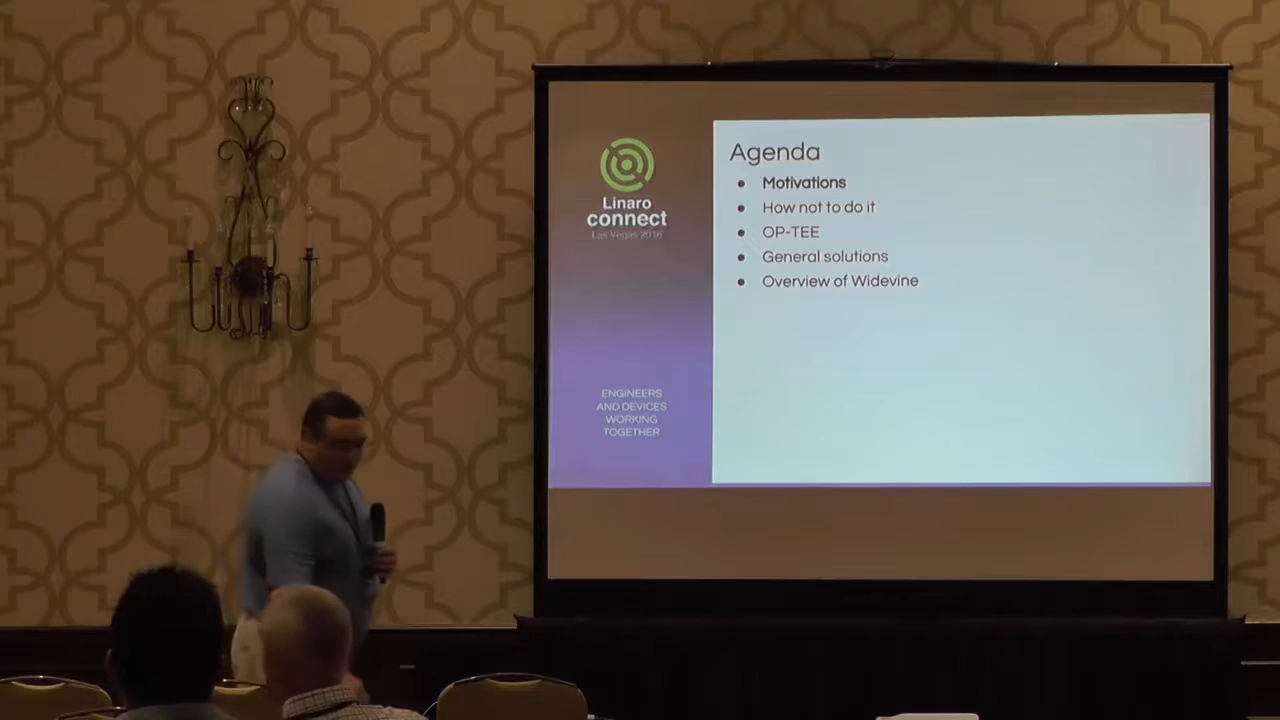 Linaro
connect
Las Vegas 2016
ENGINEERS
AND DEVICES
WORKING
TOGETHER
Agenda
● Motivations
● How not to do it
● OP-TEE
● General solutions
● Overview of Widevine